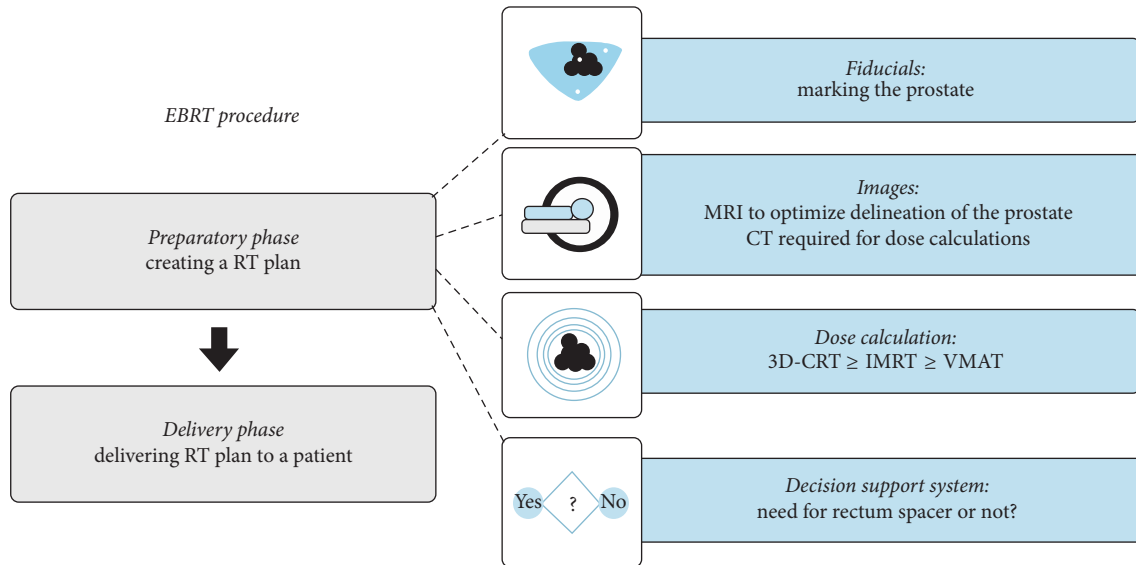 EBRT procedure
Preparatory phase
creating a RT plan
Delivery phase
delivering RT plan to a patient
Fiducials:
marking the prostate
Images:
MRI to optimize delineation of the prostate
CT required for dose calculations
Dose calculation:
3D-CRT ≥ IMRT ≥ VMAT
Yes ? No
Decision support system:
need for rectum spacer or not?